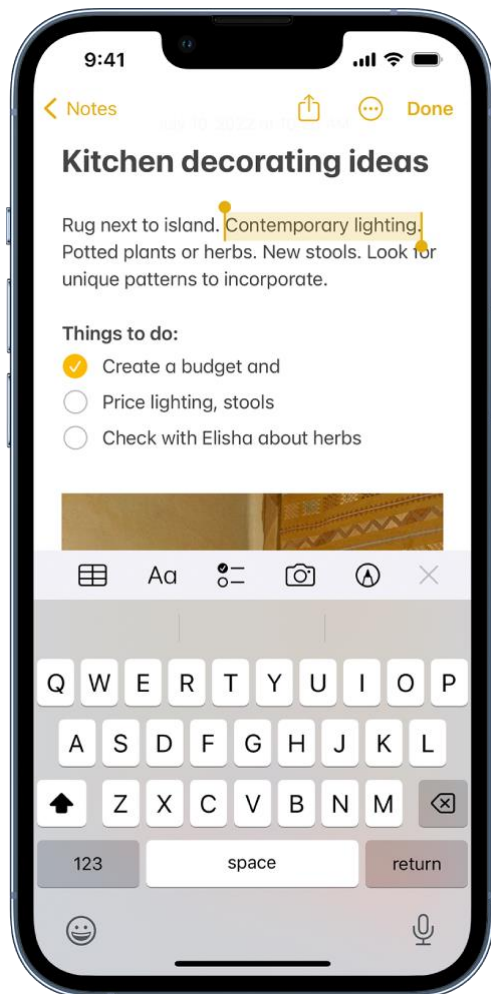 9:41
Notes
Done
Kitchen decorating ideas
Rug next to island. Contemporary lighting.
Potted plants or herbs. New stools. Look for
unique patterns to incorporate.
Things to do:
Create a budget and
Price lighting, stools
Check with Elisha about herbs
Aa
Q W E R T Y U I O P
A S D F G H J K L
Z X C V B N M
123 space return